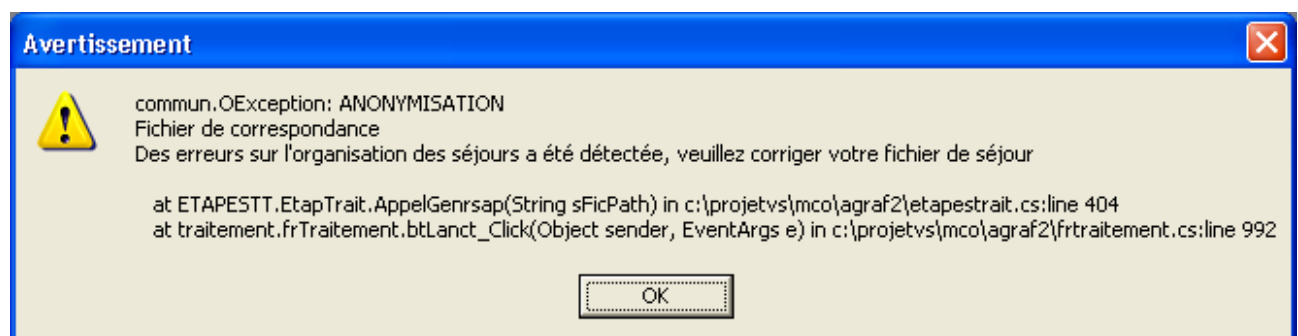 Avertissement
commun.OException: ANONYMISATION
Fichier de correspondance
Des erreurs sur l'organisation des séjours a été détectée, veuillez corriger votre fichier de séjour
at ETAPESTT.EtapTrait.AppelGenrsap(String sFicPath) in c:\projetvs\mco\agraf2\etapestrait.cs:line 404
at traitement.frTraitement.btLanct_Click(Object sender, EventArgs e) in c:\projetvs\mco\agraf2\frtraitement.cs:line 992
OK